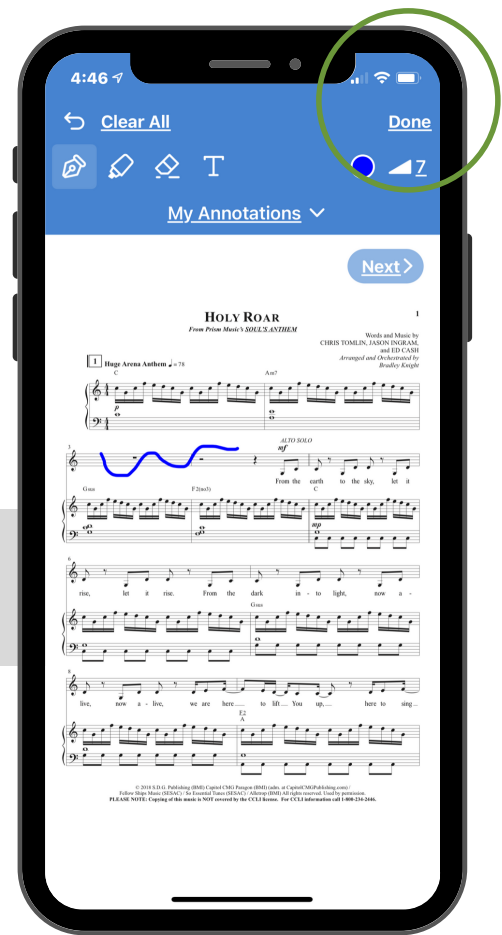 4:46
Clear All
Done
T
7
My Annotations
Next
HOLY ROAR
1
From Prism Music's SOUL'S ANTHEM
Words and Music by
CHRIS TOMLIN, JASON INGRAM,
and ED CASH
Arranged and Orchestrated by
Bradley Knight
1 Huge Arena Anthem ♩ = 78
C Am7
p
3
ALTO SOLO
mf
From the earth to the sky, let it
Gsus F2(no3) C
mp
6
rise, let it rise. From the dark in - to light, now a -
Gsus
8
live, now a - live, we are here to lift You up, here to sing
E2
A
© 2018 S.D.G. Publishing (BMI) Capitol CMG Paragon (BMI) (adm. at CapitolCMGPublishing.com) /
Fellow Ships Music (SESAC) / So Essential Tunes (SESAC) / Alletrop (BMI) All rights reserved. Used by permission.
PLEASE NOTE: Copying of this music is NOT covered by the CCLI license. For CCLI information call 1-800-234-2446.